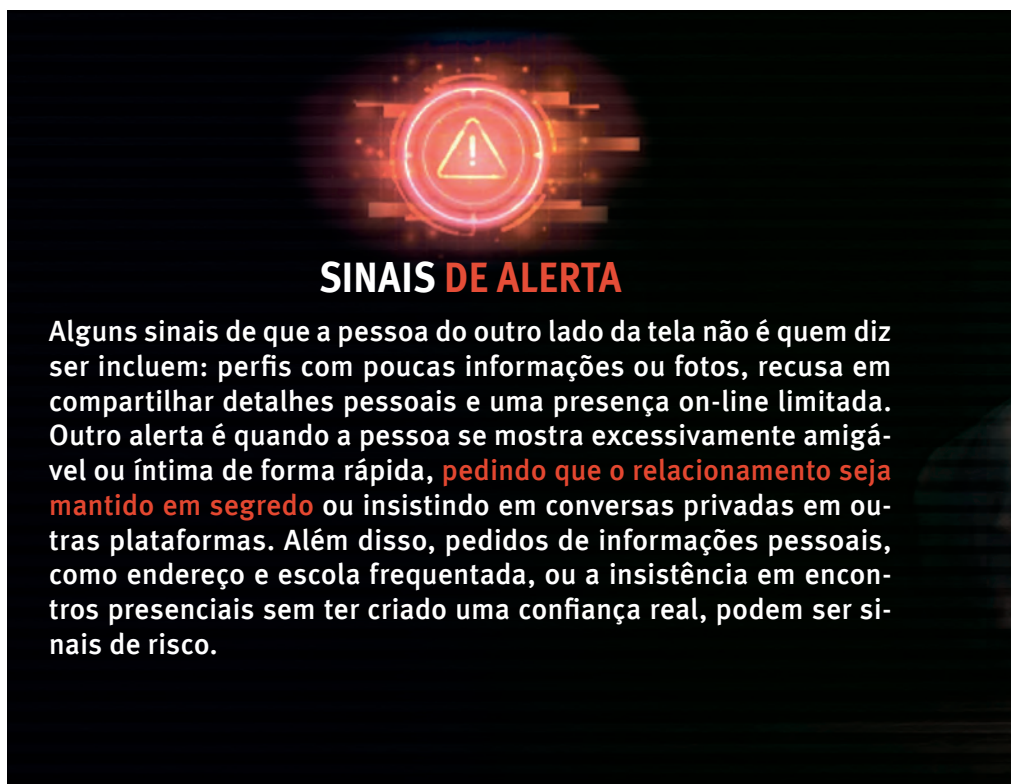 SINAIS DE ALERTA
Alguns sinais de que a pessoa do outro lado da tela não é quem diz
ser incluem: perfis com poucas informações ou fotos, recusa em
compartilhar detalhes pessoais e uma presença on-line limitada.
Outro alerta é quando a pessoa se mostra excessivamente amigá-
vel ou íntima de forma rápida, pedindo que o relacionamento seja
mantido em segredo ou insistindo em conversas privadas em ou-
tras plataformas. Além disso, pedidos de informações pessoais,
como endereço e escola frequentada, ou a insistência em encon-
tros presenciais sem ter criado uma confiança real, podem ser si-
nais de risco.